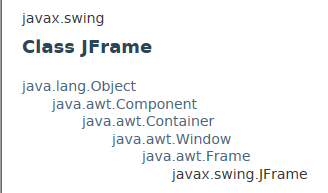 javax.swing
Class JFrame
java.lang.Object
java.awt.Component
java.awt.Container
java.awt.Window
java.awt.Frame
javax.swing.JFrame